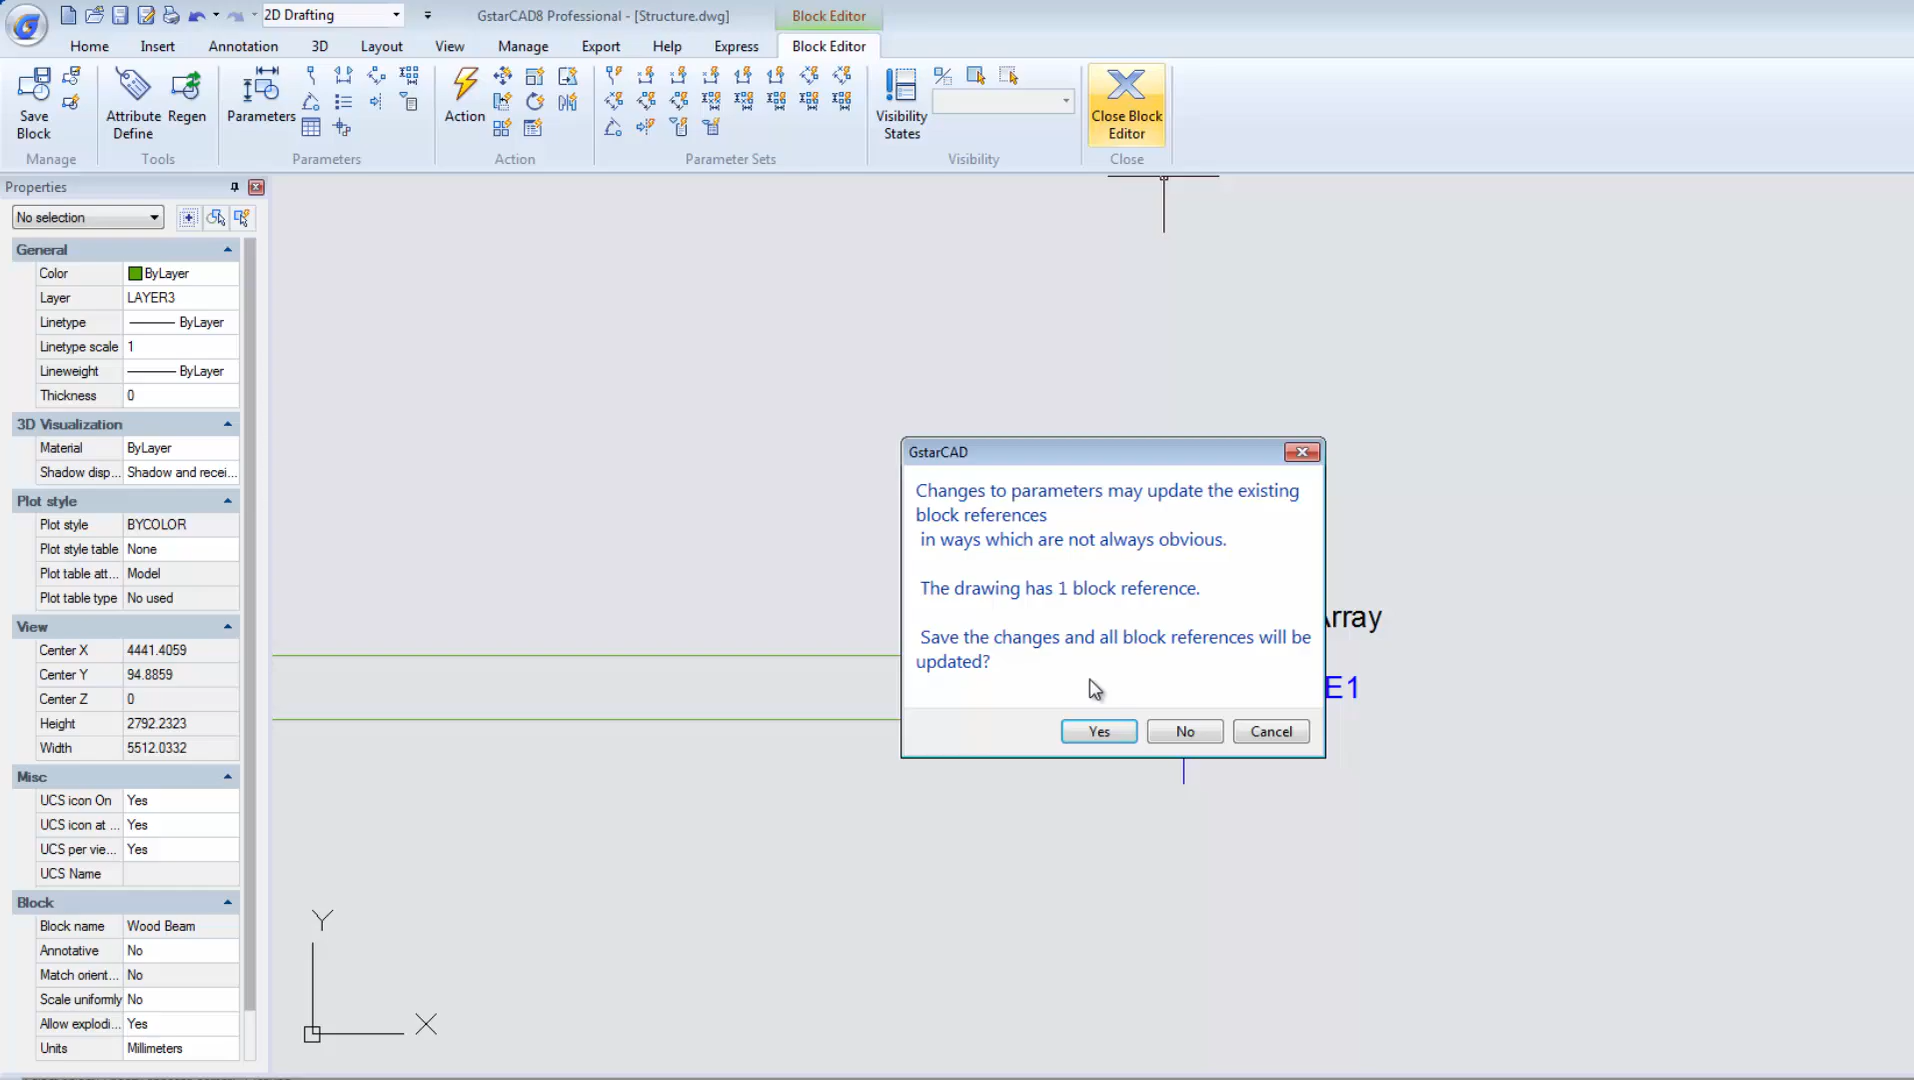 2D Drafting
GstarCAD8 Professional - [Structure.dwg]
Block Editor
Home Insert Annotation 3D Layout View Manage Export Help Express Block Editor
Save Block
Attribute Define
Regen
Parameters
Action
Visibility States
Close Block Editor
Manage Tools Parameters Action Parameter Sets Visibility Close
Properties
No selection
General
Color ByLayer
Layer LAYER3
Linetype ByLayer
Linetype scale 1
Lineweight ByLayer
Thickness 0
3D Visualization
Material ByLayer
Shadow disp... Shadow and recei...
Plot style
Plot style BYCOLOR
Plot style table None
Plot table att... Model
Plot table type No used
View
Center X 4441.4059
Center Y 94.8859
Center Z 0
Height 2792.2323
Width 5512.0332
Misc
UCS icon On Yes
UCS icon at ... Yes
UCS per vie... Yes
UCS Name
Block
Block name Wood Beam
Annotative No
Match orient... No
Scale uniformly No
Allow explodi... Yes
Units Millimeters
GstarCAD
Changes to parameters may update the existing
block references
in ways which are not always obvious.
The drawing has 1 block reference.
Save the changes and all block references will be
updated?
Yes No Cancel
rray
E1
Y
X